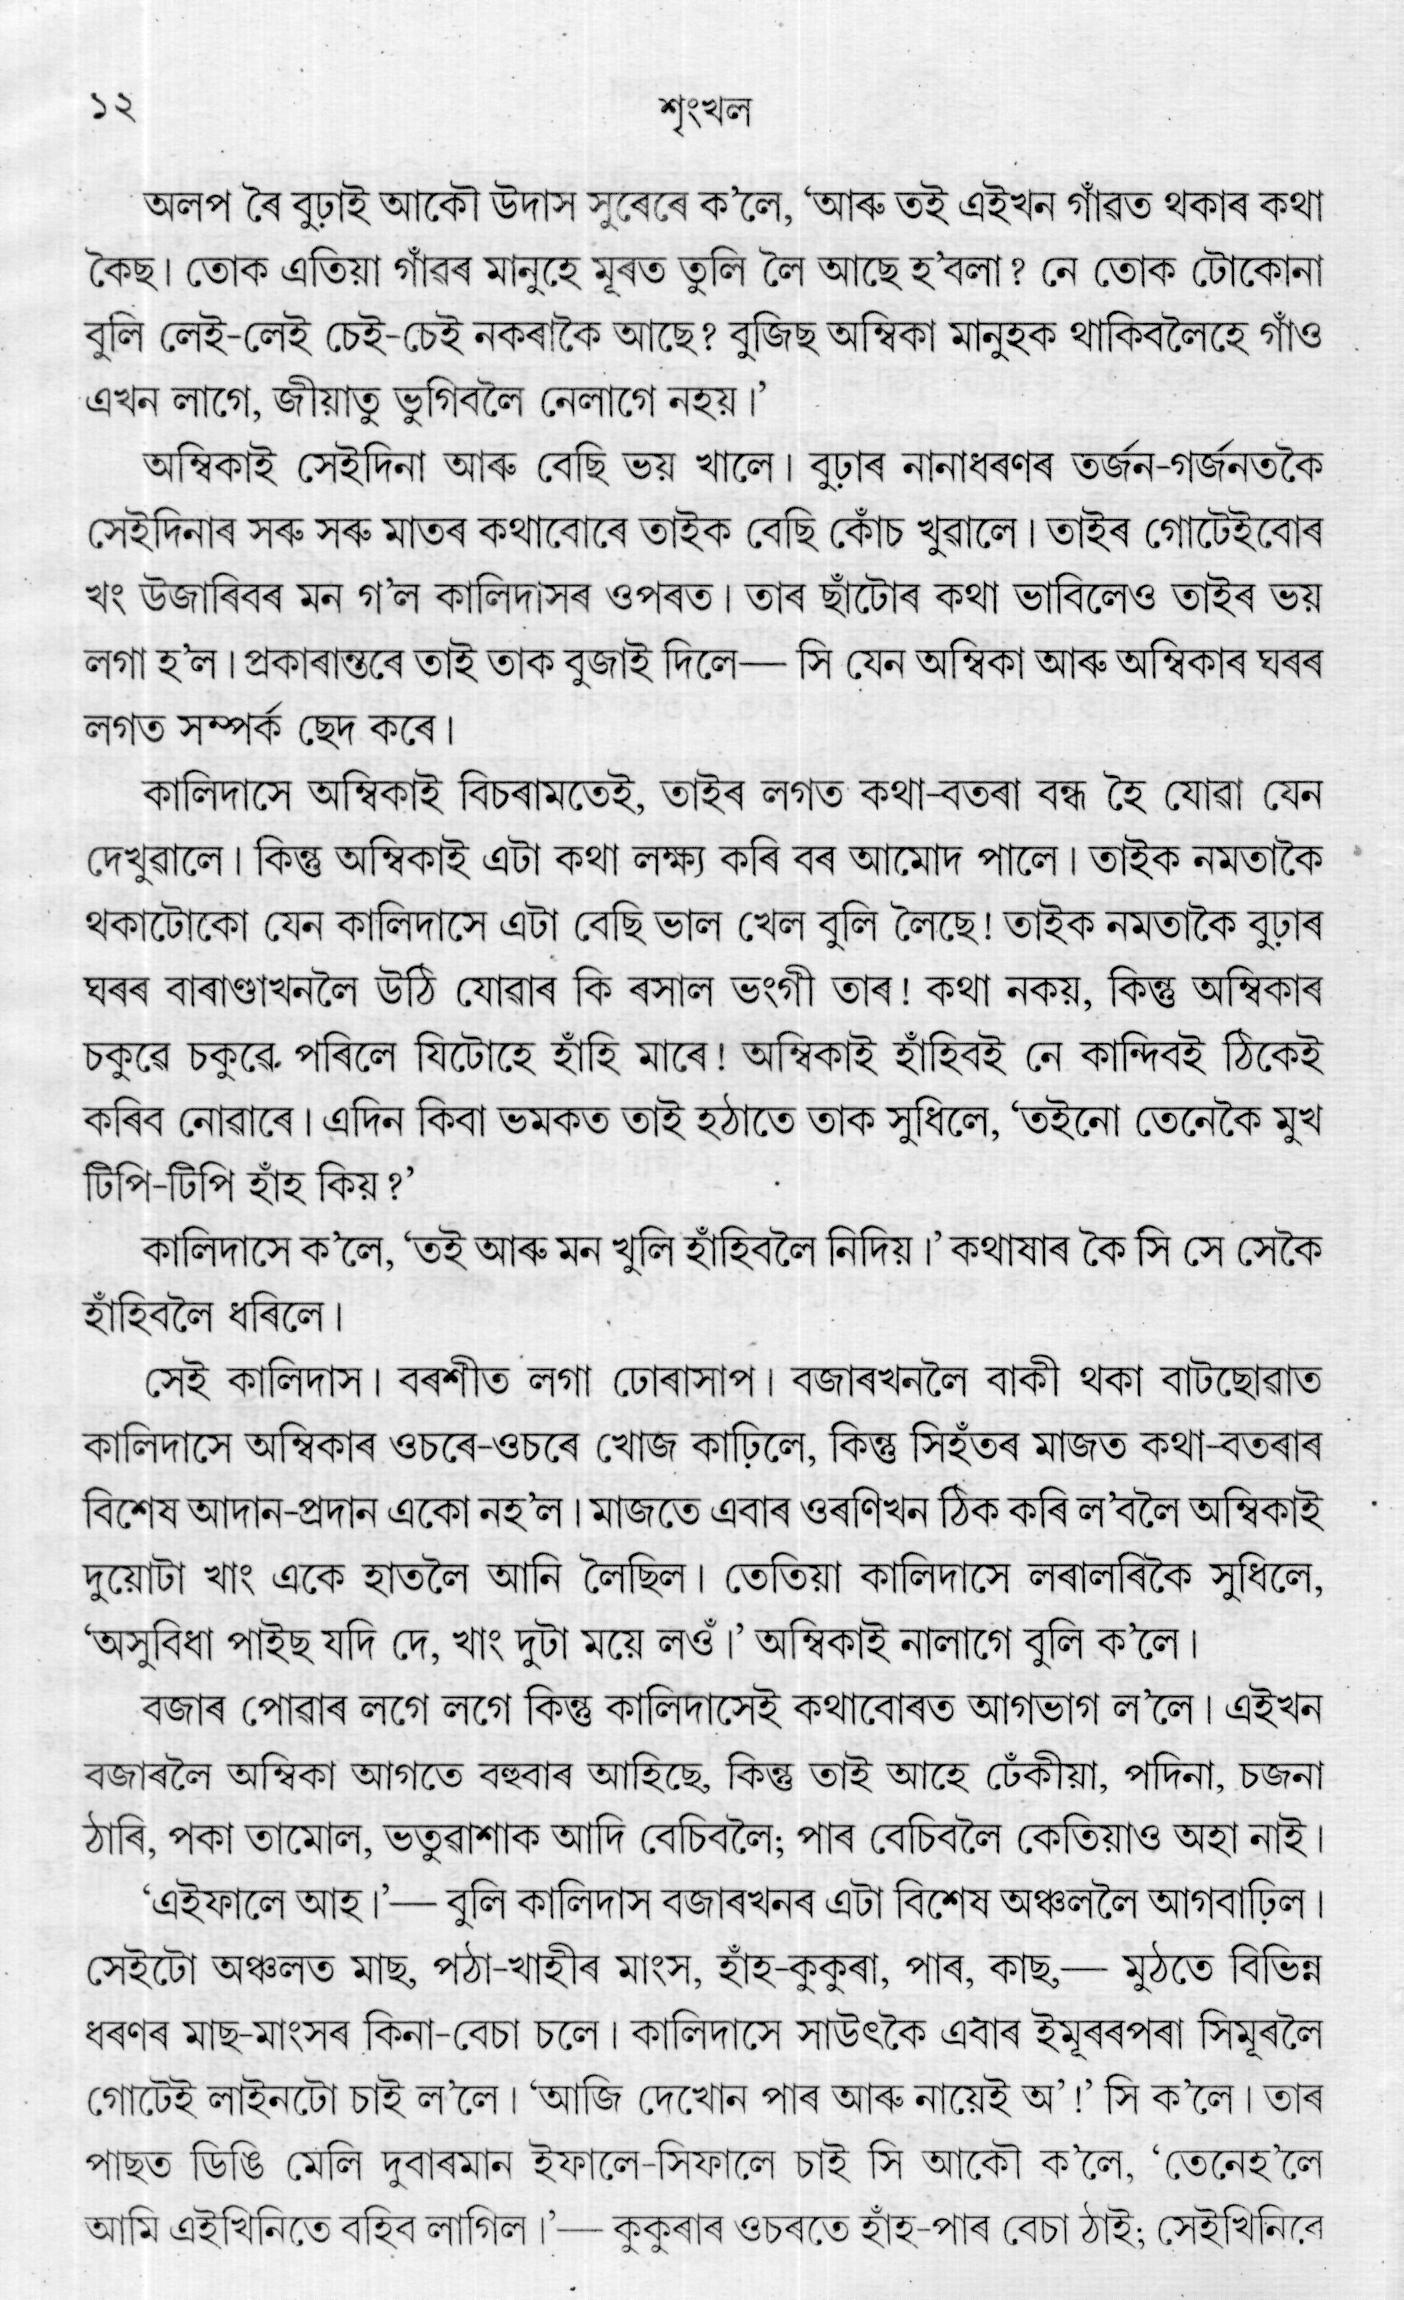 ১২
শৃংখল
অলপ ৰৈ বুঢ়াই আকৌ উদাস সুৰেৰে ক’লে, ‘আৰু তই এইখন গাঁৱত থকাৰ কথা
কৈছ। তোক এতিয়া গাঁৱৰ মানুহে মূৰত তুলি লৈ আছে হ’বলা? নে তোক টোকোনা
বুলি লেই-লেই চেই-চেই নকৰাকৈ আছে? বুজিছ অম্বিকা মানুহক থাকিবলৈহে গাঁও
এখন লাগে, জীয়াতু ভুগিবলৈ নেলাগে নহয়।’
অম্বিকাই সেইদিনা আৰু বেছি ভয় খালে। বুঢ়াৰ নানাধৰণৰ তৰ্জন-গৰ্জনতকৈ
সেইদিনাৰ সৰু সৰু মাতৰ কথাবোৰে তাইক বেছি কোঁচ খুৱালে। তাইৰ গোটেইবোৰ
খং উজাৰিবৰ মন গ’ল কালিদাসৰ ওপৰত। তাৰ ছাঁটোৰ কথা ভাবিলেও তাইৰ ভয়
লগা হ’ল। প্ৰকাৰান্তৰে তাই তাক বুজাই দিলে— সি যেন অম্বিকা আৰু অম্বিকাৰ ঘৰৰ
লগত সম্পৰ্ক ছেদ কৰে।
কালিদাসে অম্বিকাই বিচৰামতেই, তাইৰ লগত কথা-বতৰা বন্ধ হৈ যোৱা যেন
দেখুৱালে। কিন্তু অম্বিকাই এটা কথা লক্ষ্য কৰি বৰ আমোদ পালে। তাইক নমতাকৈ
থকাটোকো যেন কালিদাসে এটা বেছি ভাল খেল বুলি লৈছে! তাইক নমতাকৈ বুঢ়াৰ
ঘৰৰ বাৰাণ্ডাখনলৈ উঠি যোৱাৰ কি ৰসাল ভংগী তাৰ! কথা নকয়, কিন্তু অম্বিকাৰ
চকুৱে চকুৱে পৰিলে যিটোহে হাঁহি মাৰে! অম্বিকাই হাঁহিবই নে কান্দিবই ঠিকেই
কৰিব নোৱাৰে। এদিন কিবা ভমকত তাই হঠাতে তাক সুধিলে, ‘তইনো তেনেকৈ মুখ
টিপি-টিপি হাঁহ কিয়?’
কালিদাসে ক’লে, ‘তই আৰু মন খুলি হাঁহিবলৈ নিদিয়।’ কথাষাৰ কৈ সি সে সেকৈ
হাঁহিবলৈ ধৰিলে।
সেই কালিদাস। বৰশীত লগা ঢোৰাসাপ। বজাৰখনলৈ বাকী থকা বাটছোৱাত
কালিদাসে অম্বিকাৰ ওচৰে-ওচৰে খোজ কাঢ়িলে, কিন্তু সিহঁতৰ মাজত কথা-বতৰাৰ
বিশেষ আদান-প্ৰদান একো নহ’ল। মাজতে এবাৰ ওৰণিখন ঠিক কৰি ল’বলৈ অম্বিকাই
দুয়োটা খাং একে হাতলৈ আনি লৈছিল। তেতিয়া কালিদাসে লৰালৰিকৈ সুধিলে,
‘অসুবিধা পাইছ যদি দে, খাং দুটা ময়ে লওঁ।’ অম্বিকাই নালাগে বুলি ক’লে।
বজাৰ পোৱাৰ লগে লগে কিন্তু কালিদাসেই কথাবোৰত আগভাগ ল’লে। এইখন
বজাৰলৈ অম্বিকা আগতে বহুবাৰ আহিছে, কিন্তু তাই আহে ঢেঁকীয়া, পদিনা, চজনা
ঠাৰি, পকা তামোল, ভতুৱাশাক আদি বেচিবলৈ; পাৰ বেচিবলৈ কেতিয়াও অহা নাই।
‘এইফালে আহ।’— বুলি কালিদাস বজাৰখনৰ এটা বিশেষ অঞ্চললৈ আগবাঢ়িল।
সেইটো অঞ্চলত মাছ, পঠা-খাহীৰ মাংস, হাঁহ-কুকুৰা, পাৰ, কাছ,— মুঠতে বিভিন্ন
ধৰণৰ মাছ-মাংসৰ কিনা-বেচা চলে। কালিদাসে সাউৎকৈ এবাৰ ইমূৰৰপৰা সিমূৰলৈ
গোটেই লাইনটো চাই ল’লে। ‘আজি দেখোন পাৰ আৰু নায়েই অ’!’ সি ক’লে। তাৰ
পাছত ডিঙি মেলি দুবাৰমান ইফালে-সিফালে চাই সি আকৌ ক’লে, ‘তেনেহ’লে
আমি এইখিনিতে বহিব লাগিল।’— কুকুৰাৰ ওচৰতে হাঁহ-পাৰ বেচা ঠাই; সেইখিনিৰে